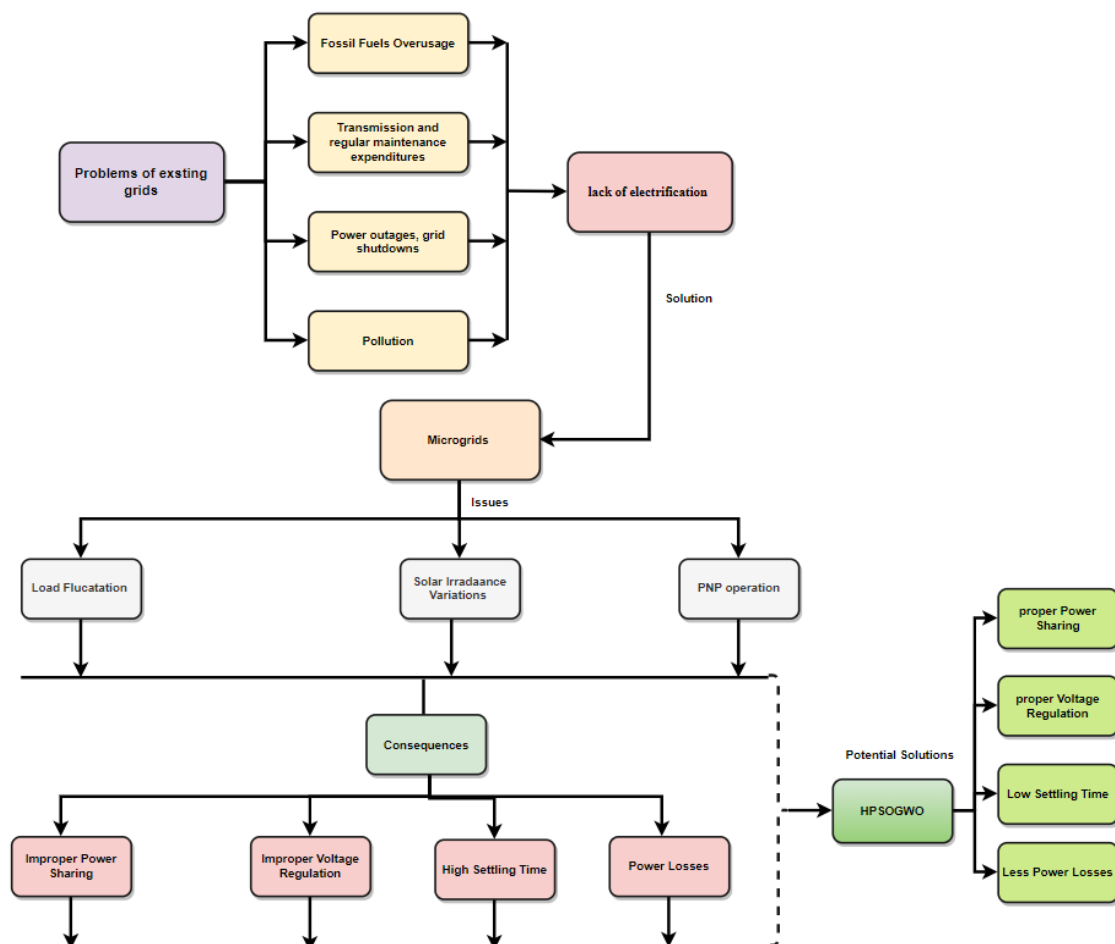 Fossil Fuels Overusage
Transmission and
regular maintenance
expenditures
Problems of exsting
grids
lack of electrification
Power outages, grid
shutdowns
Solution
Pollution
Microgrids
Issues
Load Flucatation
Solar Irradaance
Variations
PNP operation
proper Power
Sharing
proper Voltage
Regulation
Consequences
Potential Solutions
Low Settling Time
HPSOGWO
Improper Power
Sharing
Improper Voltage
Regulation
High Settling Time
Power Losses
Less Power Losses